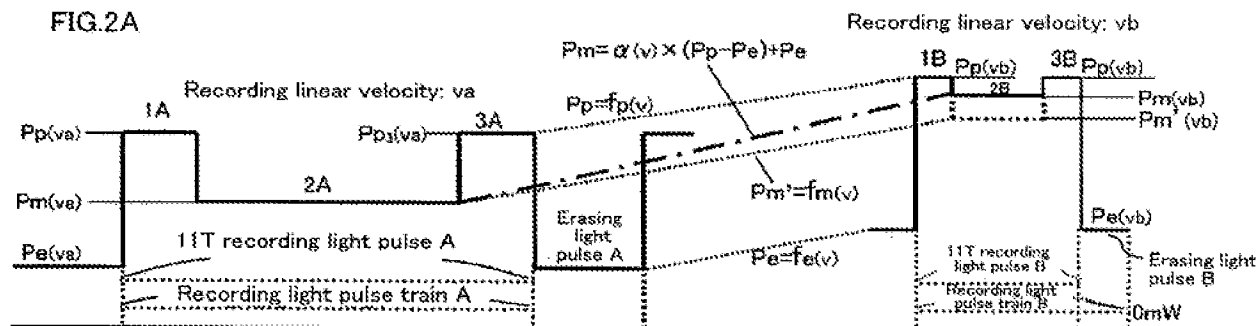 FIG.2A
Recording linear velocity: vb
Pm=α(v)×(Pp-Pe)+Pe
1B
Pp(vb)
3B
Pp(vb)
Recording linear velocity: va
2B
1A
Pp=fp(v)
Pm(vb)
Pp(va)
Pp3(va)
3A
Pm'(vb)
2A
Pm(va)
Pm'=fm(v)
Erasing
light
pulse A
Pe(vb)
Pe(va)
11T recording light pulse A
Pe=fe(v)
11T recording
light pulse B
Erasing light
pulse B
Recording light pulse train A
Recording light
pulse train B
0mW